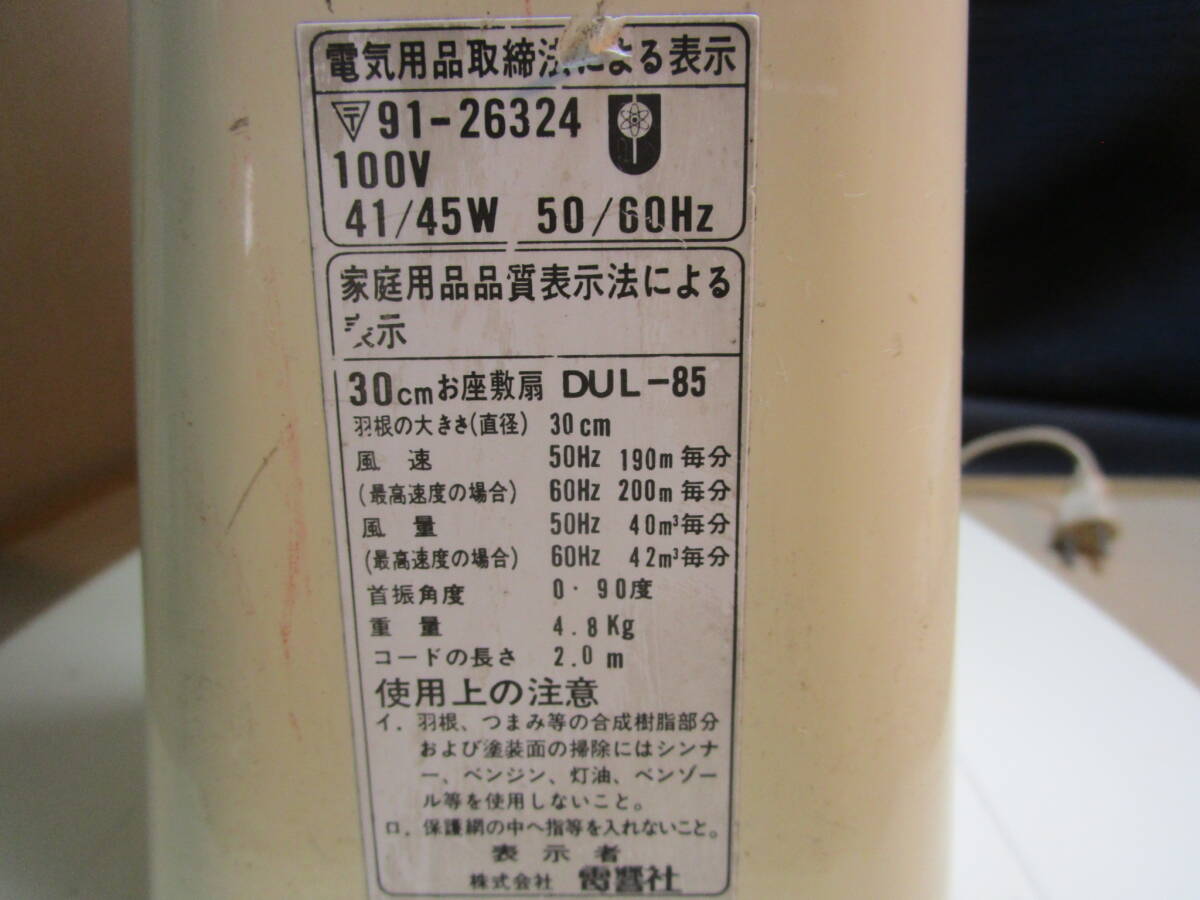 電気用品取締法による表示
〒91-26324
100V
41/45W 50/60Hz
家庭用品品質表示法による
表示
30cmお座敷扇 DUL-85
羽根の大きさ(直径) 30cm
風速 50Hz 190m毎分
(最高速度の場合) 60Hz 200m毎分
風量 50Hz 40m³毎分
(最高速度の場合) 60Hz 42m³毎分
首振角度 0・90度
重量 4.8Kg
コードの長さ 2.0m
使用上の注意
イ. 羽根、つまみ等の合成樹脂部分
および塗装面の掃除にはシンナ
ー、ベンジン、灯油、ベンゾー
ル等を使用しないこと。
ロ. 保護網の中へ指等を入れないこと。
表示者
株式会社 電響社